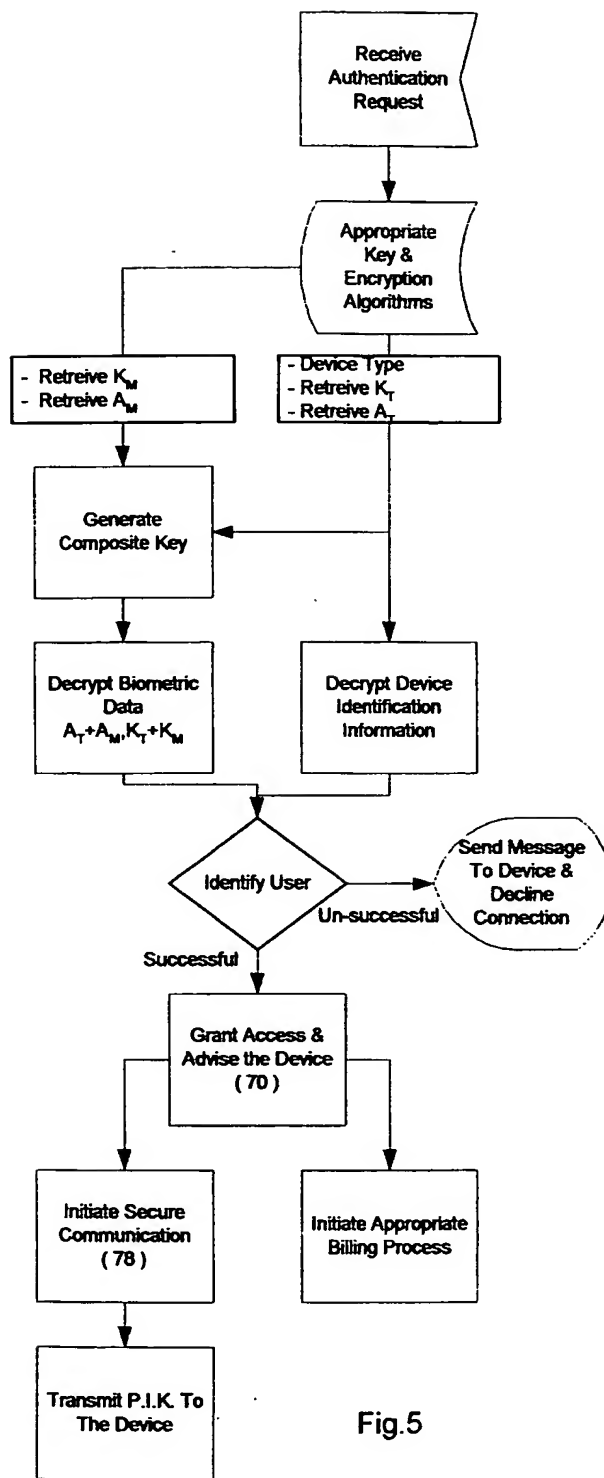 Receive
Authentication
Request
Appropriate
Key &
Encryption
Algorithms
- Retreive K_M
- Retreive A_M
- Device Type
- Retreive K_T
- Retreive A_T
Generate
Composite Key
Decrypt Biometric
Data
A_T+A_M,K_T+K_M
Decrypt Device
Identification
Information
Identify User
Un-successful
Send Message
To Device &
Decline
Connection
Successful
Grant Access &
Advise the Device
( 70 )
Initiate Secure
Communication
( 78 )
Initiate Appropriate
Billing Process
Transmit P.I.K. To
The Device
Fig.5